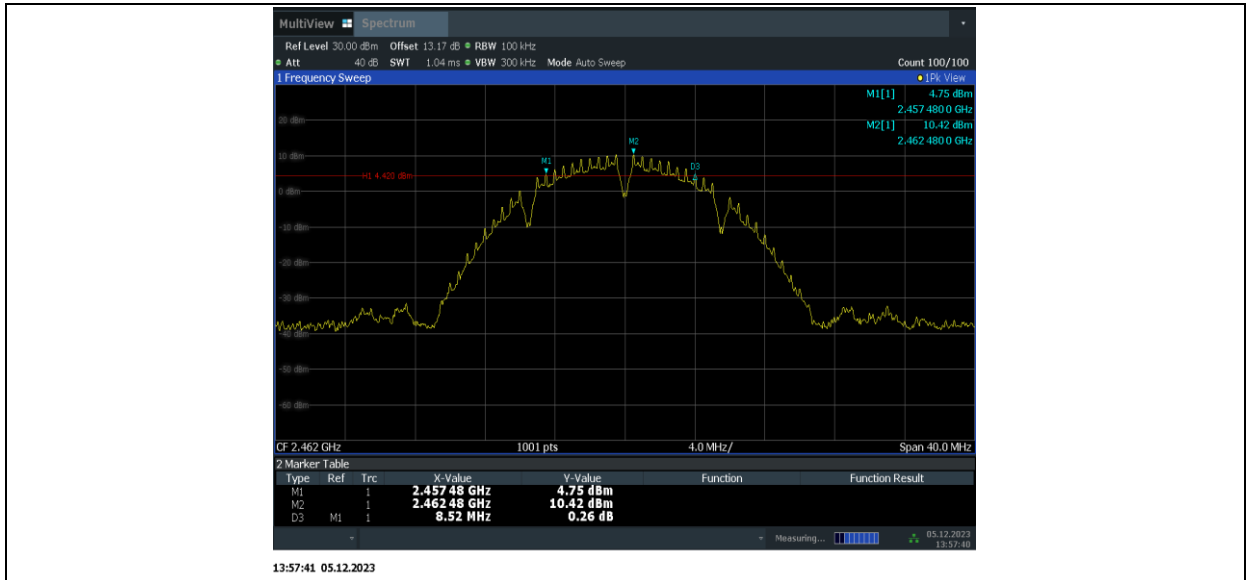 MultiView Spectrum
Ref Level 30.00 dBm Offset 13.17 dB RBW 100 kHz
Att 40 dB SWT 1.04 ms VBW 300 kHz Mode Auto Sweep Count 100/100
1 Frequency Sweep 1Pk View
M1[1] 4.75 dBm
2.457 480 0 GHz
20 dBm M2[1] 10.42 dBm
2.462 480 0 GHz
M2
10 dBm
M1 D3
H1 4.420 dBm
0 dBm
-10 dBm
-20 dBm
-30 dBm
-40 dBm
-50 dBm
-60 dBm
CF 2.462 GHz 1001 pts 4.0 MHz/ Span 40.0 MHz
2 Marker Table
Type Ref Trc X-Value Y-Value Function Function Result
M1 1 2.457 48 GHz 4.75 dBm
M2 1 2.462 48 GHz 10.42 dBm
D3 M1 1 8.52 MHz 0.26 dB
Measuring... 05.12.2023
13:57:40
13:57:41 05.12.2023